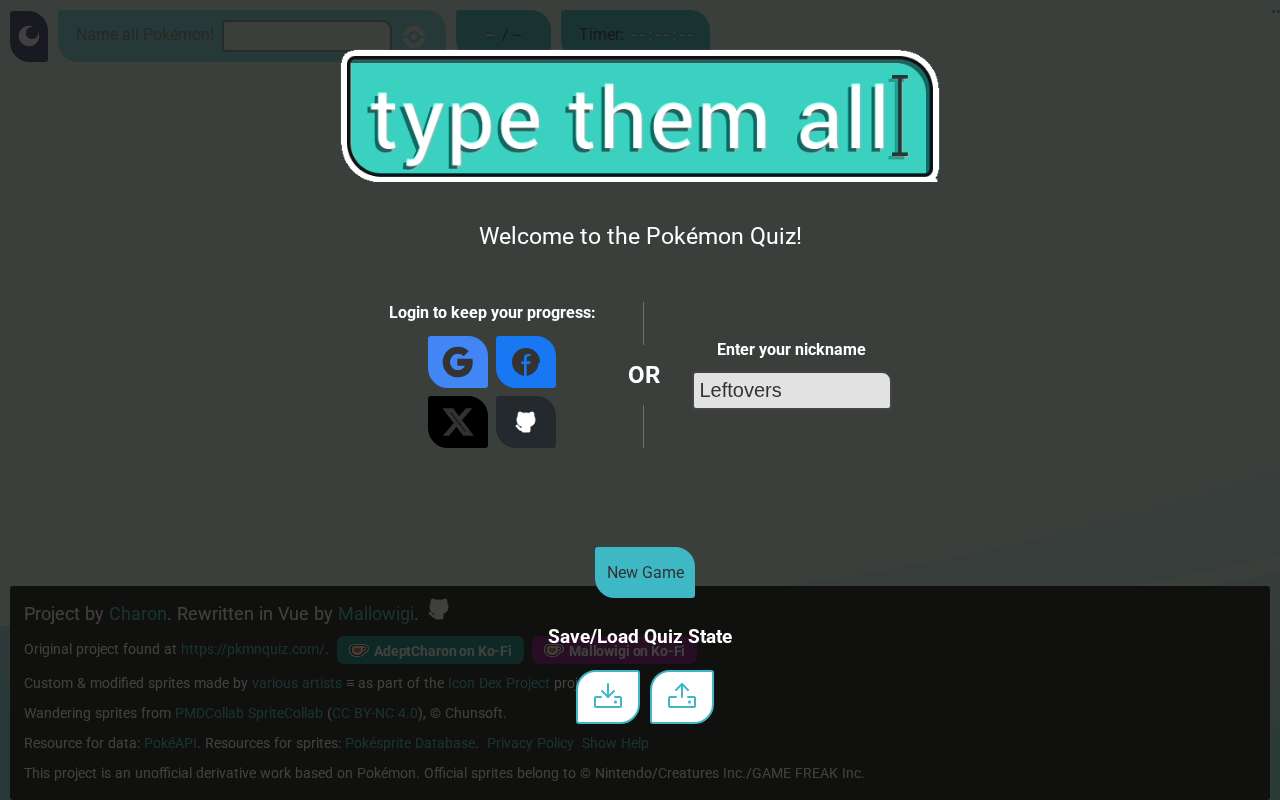 Name all Pokémon!
-- / --
Timer: --:--:--
type them all
Welcome to the Pokémon Quiz!
Login to keep your progress:
OR
Enter your nickname
Leftovers
New Game
Project by Charon. Rewritten in Vue by Mallowigi.
Save/Load Quiz State
Original project found at https://pkmnquiz.com/. AdeptCharon on Ko-Fi Mallowigi on Ko-Fi
Custom & modified sprites made by various artists ≡ as part of the Icon Dex Project
Wandering sprites from PMDCollab SpriteCollab (CC BY-NC 4.0), © Chunsoft.
Resource for data: PokéAPI. Resources for sprites: Pokésprite Database. Privacy Policy Show Help
This project is an unofficial derivative work based on Pokémon. Official sprites belong to © Nintendo/Creatures Inc./GAME FREAK Inc.